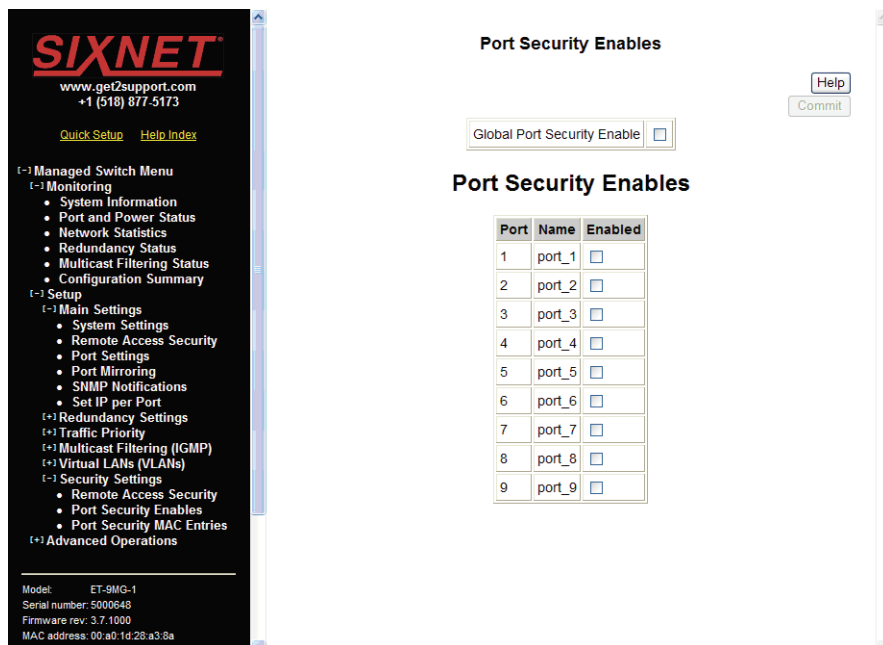 SIXNET
www.get2support.com
+1 (518) 877-5173
Quick Setup Help Index
[-] Managed Switch Menu
[-] Monitoring
• System Information
• Port and Power Status
• Network Statistics
• Redundancy Status
• Multicast Filtering Status
• Configuration Summary
[-] Setup
[-] Main Settings
• System Settings
• Remote Access Security
• Port Settings
• Port Mirroring
• SNMP Notifications
• Set IP per Port
[+] Redundancy Settings
[+] Traffic Priority
[+] Multicast Filtering (IGMP)
[+] Virtual LANs (VLANs)
[-] Security Settings
• Remote Access Security
• Port Security Enables
• Port Security MAC Entries
[+] Advanced Operations
Model: ET-9MG-1
Serial number: 5000648
Firmware rev: 3.7.1000
MAC address: 00:a0:1d:28:a3:8a
Port Security Enables
Help
Commit
Global Port Security Enable
Port Security Enables
Port Name Enabled
1 port_1
2 port_2
3 port_3
4 port_4
5 port_5
6 port_6
7 port_7
8 port_8
9 port_9